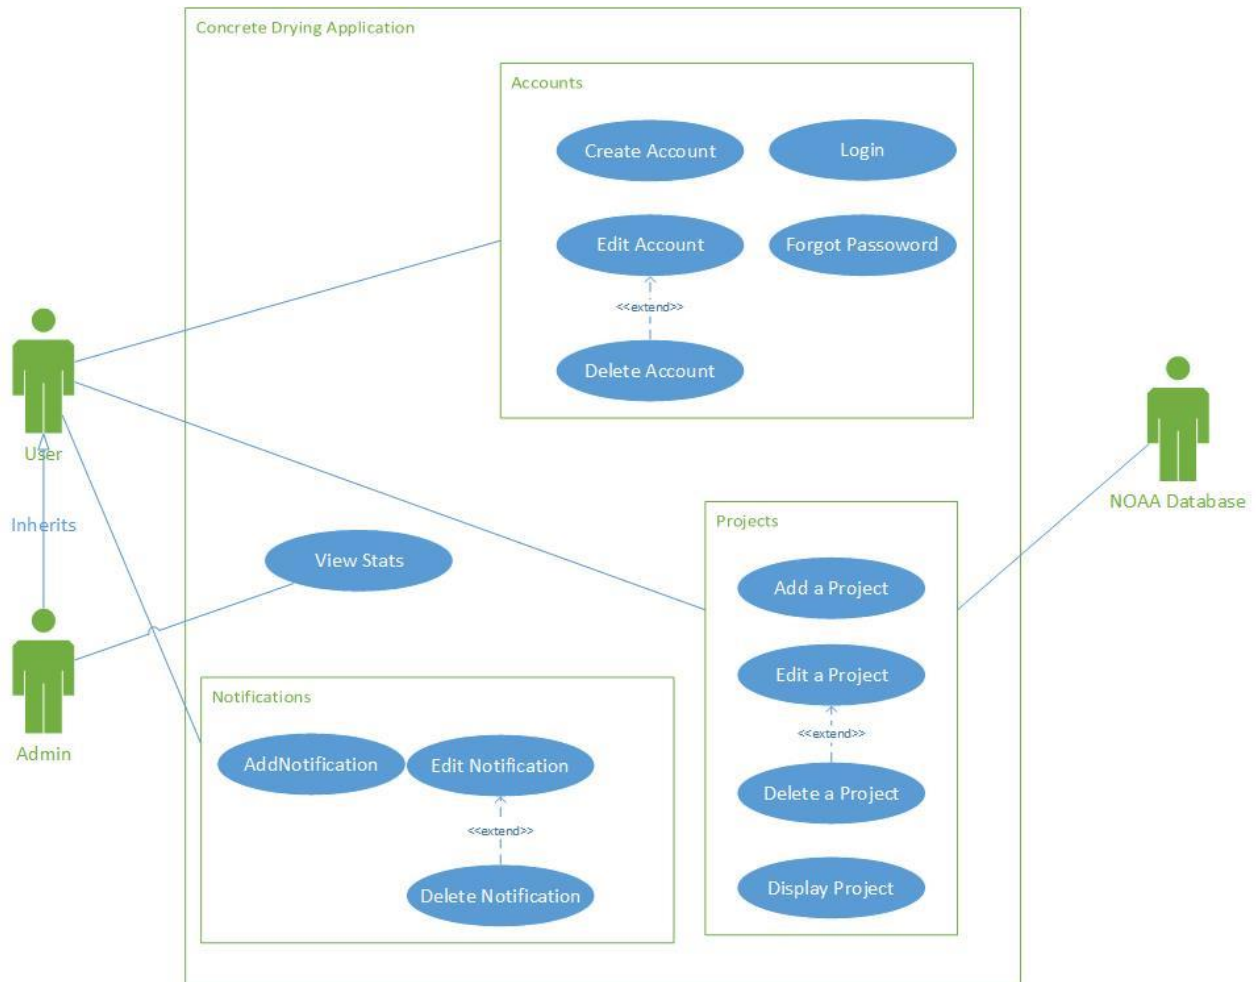 Concrete Drying Application
Accounts
Create Account
Login
Edit Account
Forgot Passoword
<<extend>>
Delete Account
User
Inherits
Admin
View Stats
NOAA Database
Projects
Add a Project
Edit a Project
<<extend>>
Delete a Project
Display Project
Notifications
AddNotification
Edit Notification
<<extend>>
Delete Notification